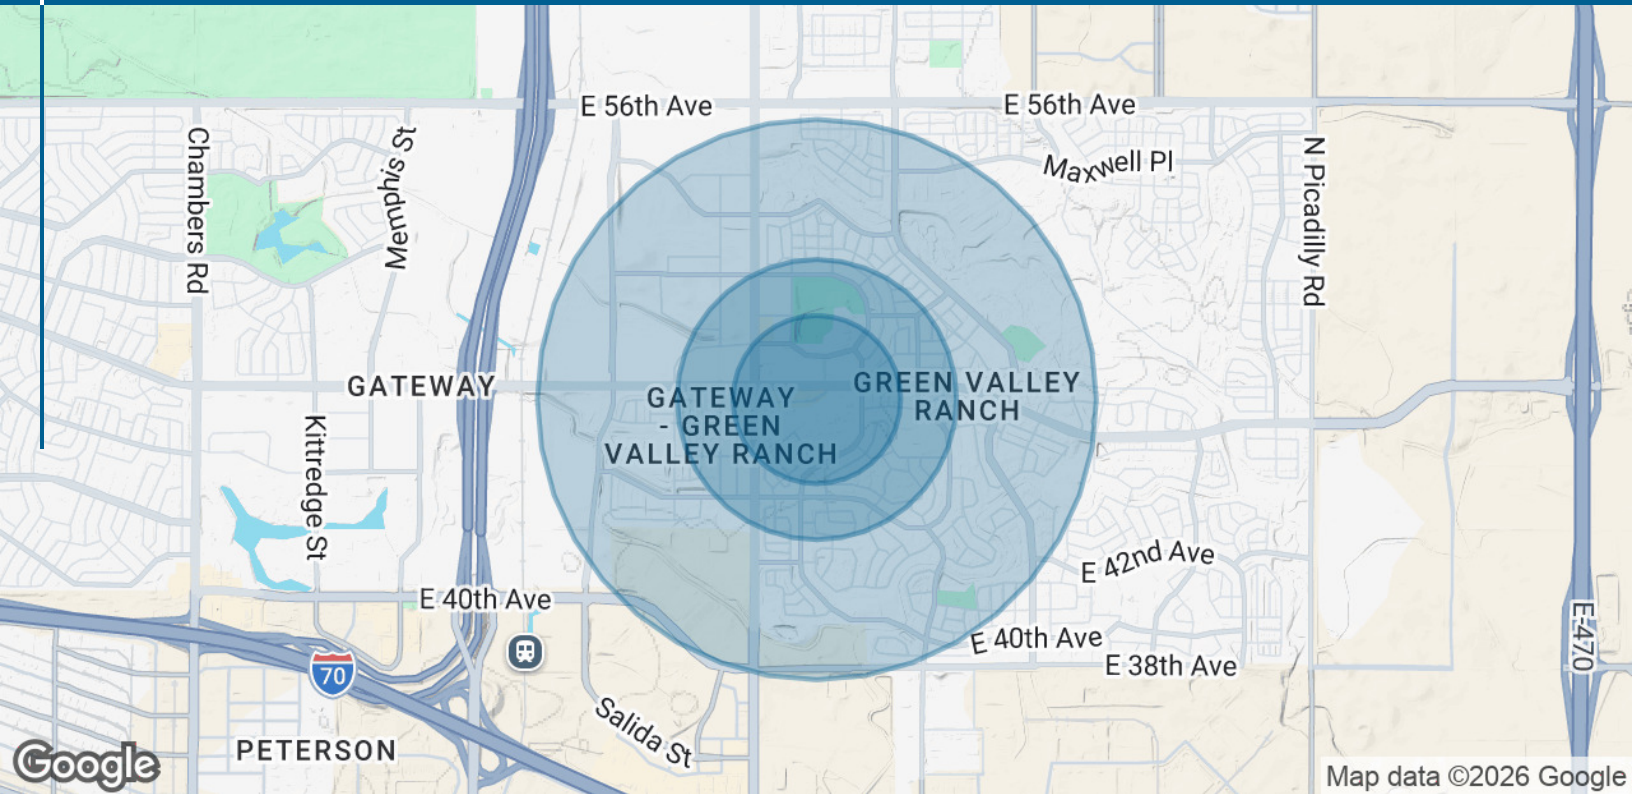 E 56th Ave
E 56th Ave
Chambers Rd
Memphis St
Maxwell Pl
N Picadilly Rd
GATEWAY
GATEWAY
- GREEN
VALLEY RANCH
GREEN VALLEY
RANCH
Kittredge St
E 42nd Ave
E 40th Ave
E 40th Ave
E 38th Ave
E-470
70
Salida St
PETERSON
Google
Map data ©2026 Google